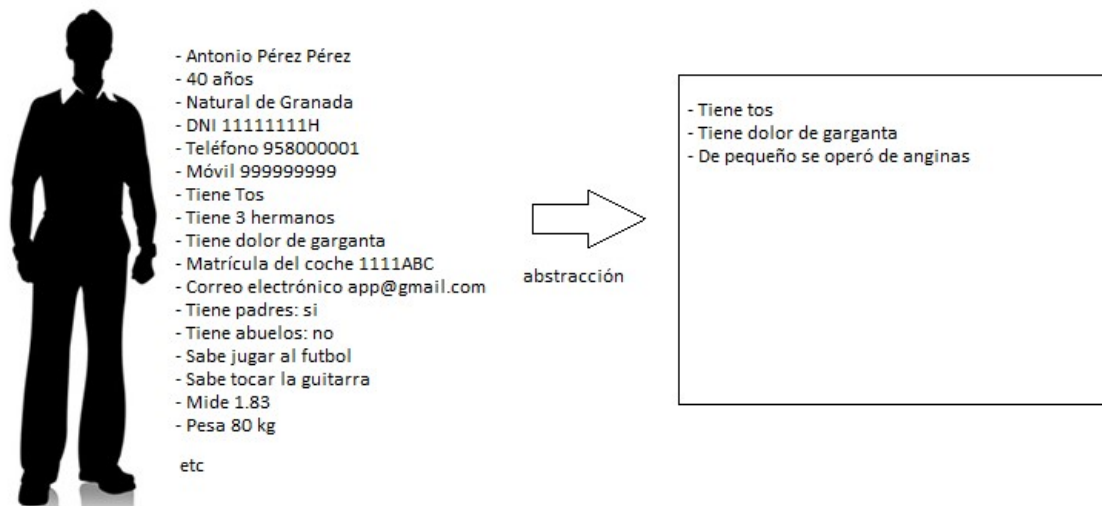 - Antonio Pérez Pérez
- 40 años
- Natural de Granada
- DNI 11111111H
- Teléfono 958000001
- Móvil 999999999
- Tiene Tos
- Tiene 3 hermanos
- Tiene dolor de garganta
- Matrícula del coche 1111ABC
- Correo electrónico app@gmail.com
- Tiene padres: si
- Tiene abuelos: no
- Sabe jugar al futbol
- Sabe tocar la guitarra
- Mide 1.83
- Pesa 80 kg
etc
abstracción
- Tiene tos
- Tiene dolor de garganta
- De pequeño se operó de anginas